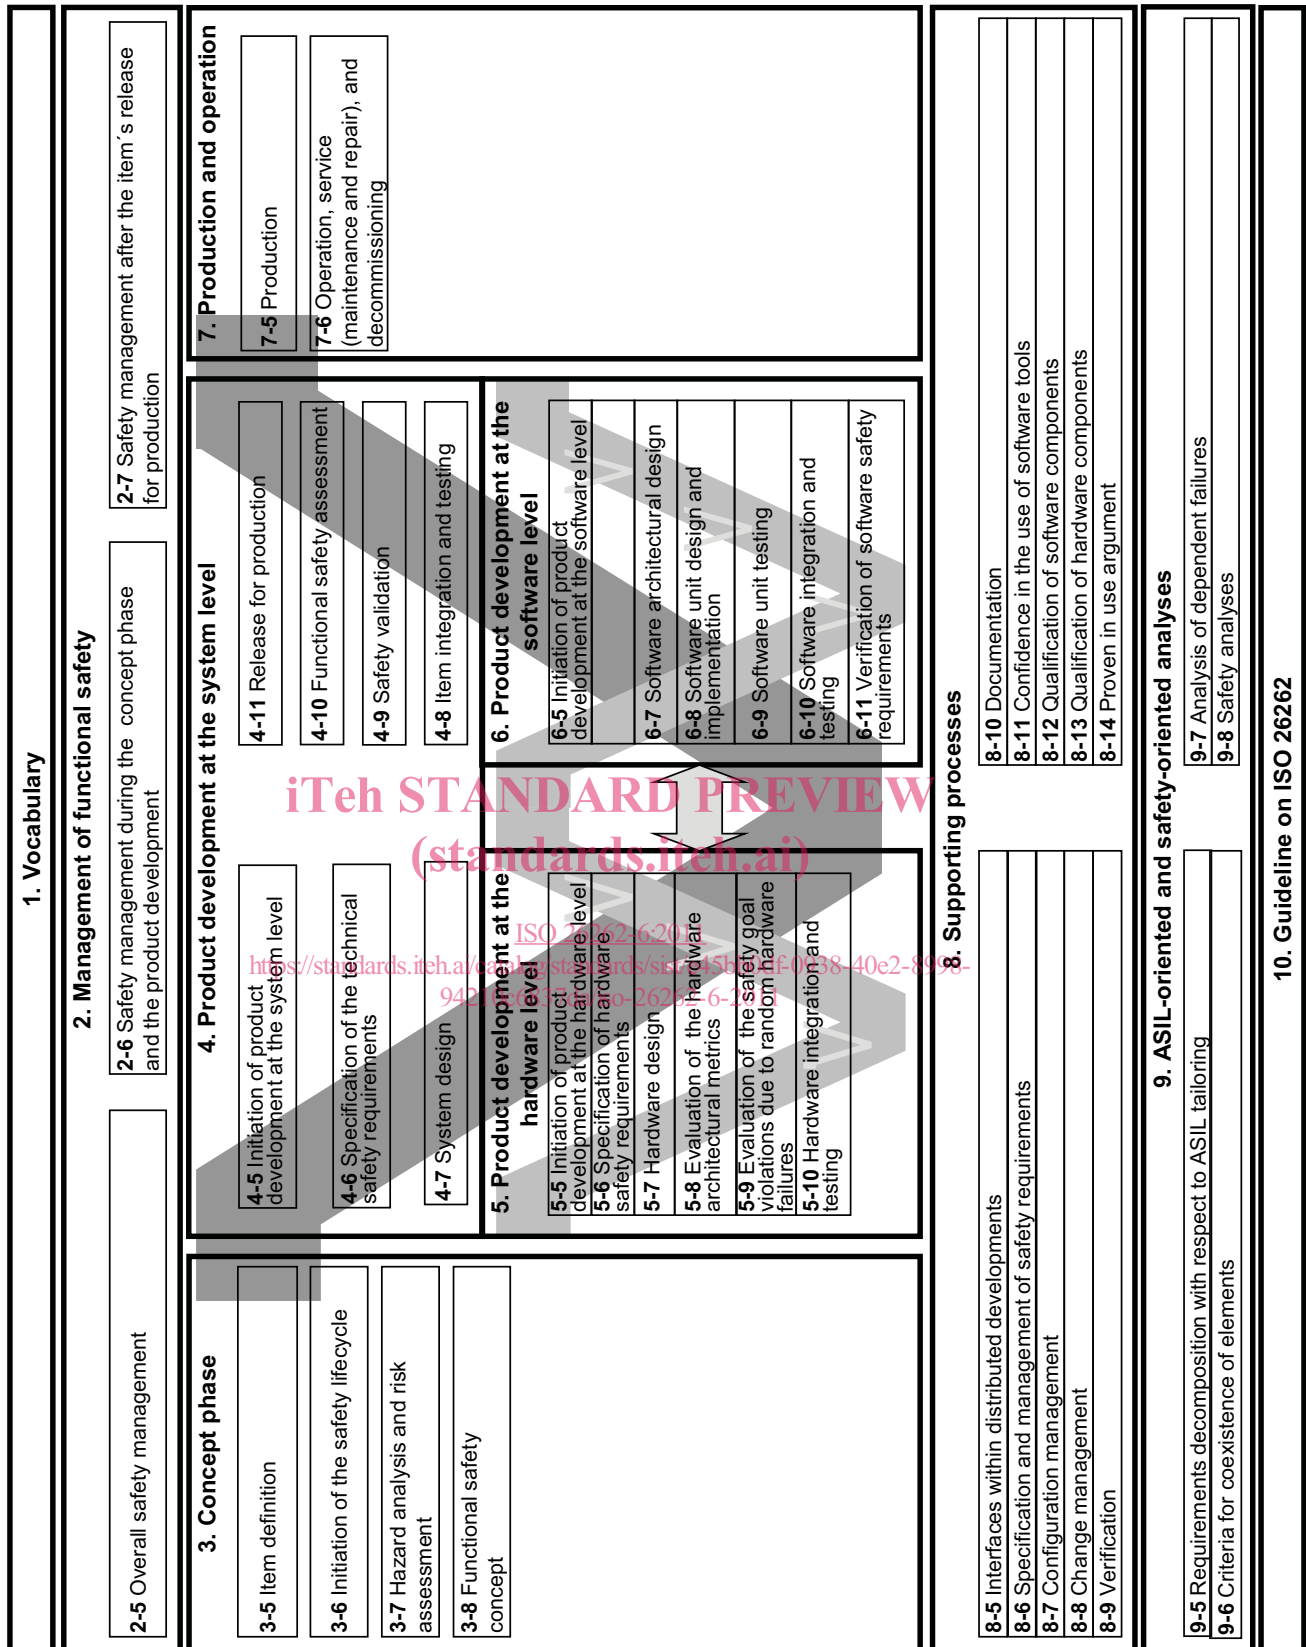 1. Vocabulary
2. Management of functional safety
2-5 Overall safety management
2-6 Safety management during the concept phase
and the product development
2-7 Safety management after the item´s release
for production
3. Concept phase
3-5 Item definition
3-6 Initiation of the safety lifecycle
3-7 Hazard analysis and risk
assessment
3-8 Functional safety
concept
4. Product development at the system level
4-5 Initiation of product
development at the system level
4-6 Specification of the technical
safety requirements
4-7 System design
4-11 Release for production
4-10 Functional safety assessment
4-9 Safety validation
4-8 Item integration and testing
7. Production and operation
7-5 Production
7-6 Operation, service
(maintenance and repair), and
decommissioning
5. Product development at the
hardware level
5-5 Initiation of product
development at the hardware level
5-6 Specification of hardware
safety requirements
5-7 Hardware design
5-8 Evaluation of the hardware
architectural metrics
5-9 Evaluation of the safety goal
violations due to random hardware
failures
5-10 Hardware integration and
testing
6. Product development at the
software level
6-5 Initiation of product
development at the software level
6-7 Software architectural design
6-8 Software unit design and
implementation
6-9 Software unit testing
6-10 Software integration and
testing
6-11 Verification of software safety
requirements
8. Supporting processes
8-5 Interfaces within distributed developments
8-6 Specification and management of safety requirements
8-7 Configuration management
8-8 Change management
8-9 Verification
8-10 Documentation
8-11 Confidence in the use of software tools
8-12 Qualification of software components
8-13 Qualification of hardware components
8-14 Proven in use argument
9. ASIL-oriented and safety-oriented analyses
9-5 Requirements decomposition with respect to ASIL tailoring
9-6 Criteria for coexistence of elements
9-7 Analysis of dependent failures
9-8 Safety analyses
10. Guideline on ISO 26262
iTeh STANDARD PREVIEW
(standards.iteh.ai)
ISO 26262-6:2011